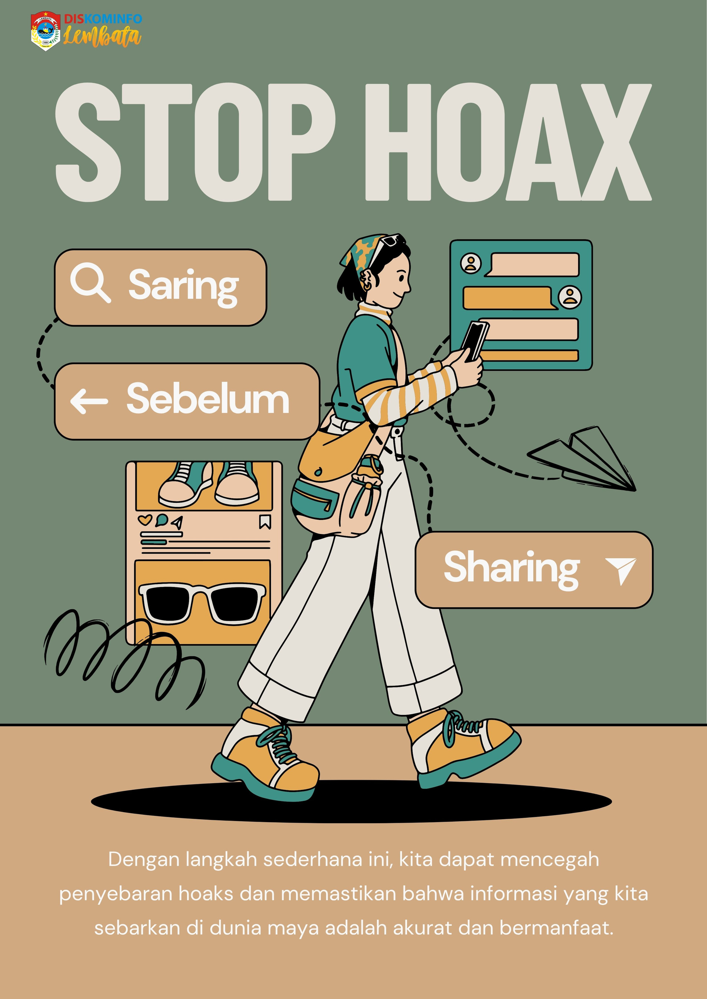 LEMBATA
1999
DISKOMINFO
Lembata
STOP HOAX
Saring
Sebelum
Sharing
Dengan langkah sederhana ini, kita dapat mencegah
penyebaran hoaks dan memastikan bahwa informasi yang kita
sebarkan di dunia maya adalah akurat dan bermanfaat.